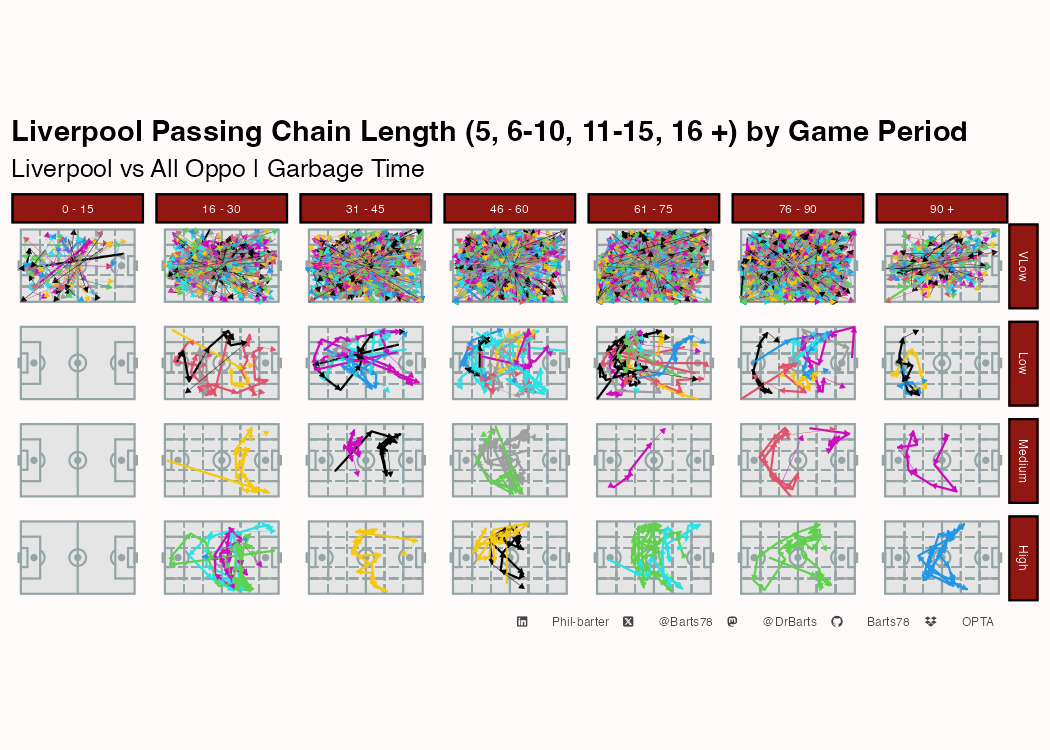 Liverpool Passing Chain Length (5, 6-10, 11-15, 16 +) by Game Period
Liverpool vs All Oppo | Garbage Time
0 - 15 16 - 30 31 - 45 46 - 60 61 - 75 76 - 90 90 +
VLow
Low
Medium
High
Phil-barter @Barts78 @DrBarts Barts78 OPTA